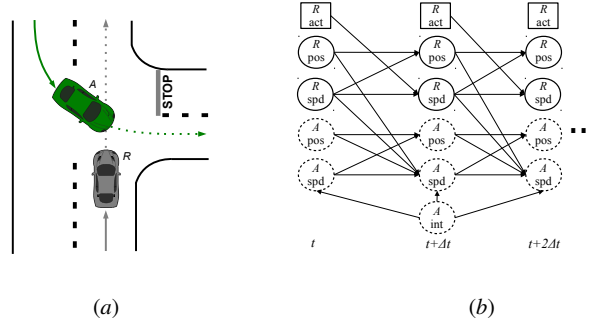 A
R
STOP
(a)
R act
R act
R act
R pos
R pos
R pos
R spd
R spd
R spd
A pos
A pos
A pos
A spd
A spd
A spd
A int
t
t+Δt
t+2Δt
(b)